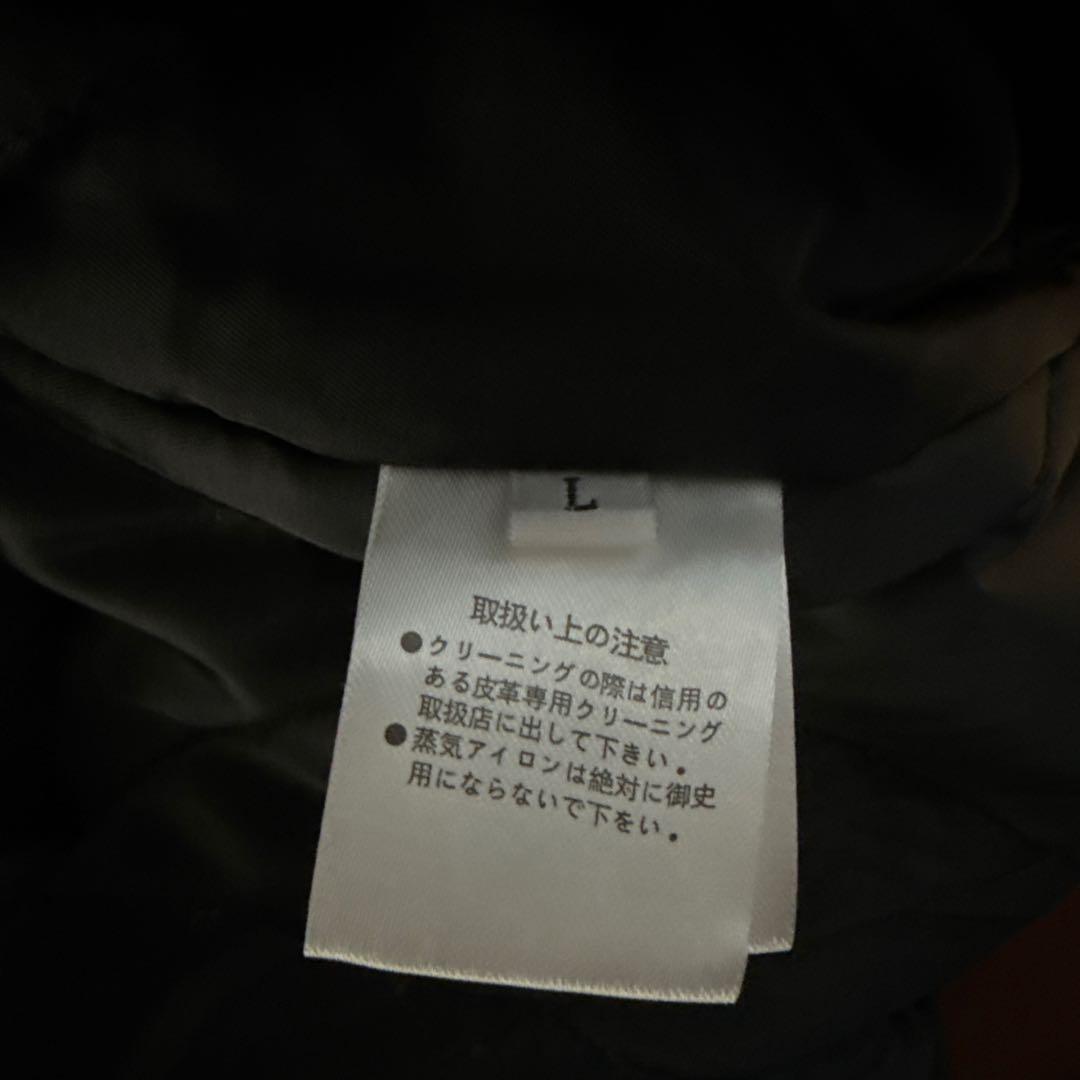 L
取扱い上の注意
●クリーニングの際は信用の
ある皮革専用クリーニング
取扱店に出して下きい.
●蒸気アイロンは絶対に御史
用にならないで下をい.